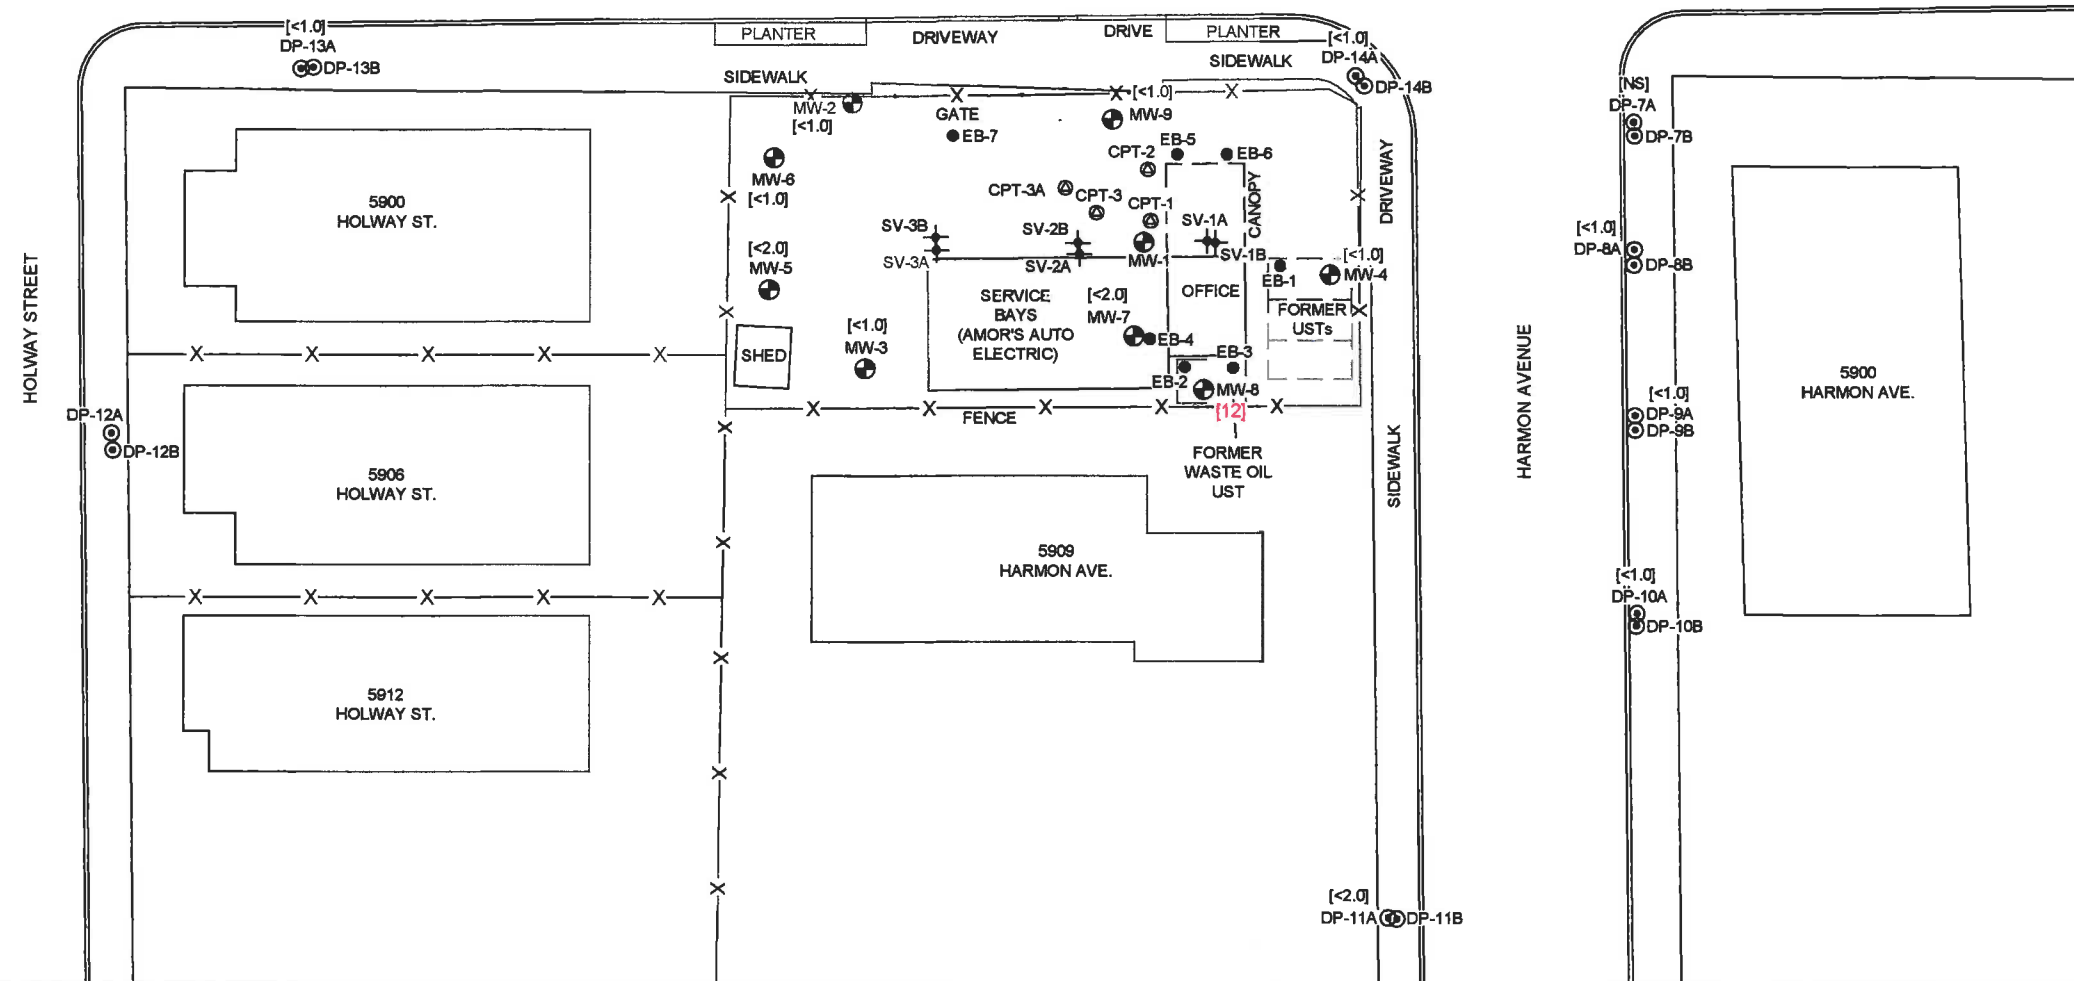 [<1.0]
DP-13A
DP-13B
PLANTER
DRIVEWAY
DRIVE
PLANTER
SIDEWALK
SIDEWALK
[<1.0]
DP-14A
DP-14B
[NS]
DP-7A
DP-7B
MW-2
[<1.0]
GATE
EB-7
[<1.0]
MW-9
EB-5
EB-6
CPT-2
CPT-3A
CPT-3
CPT-1
CANOPY
DRIVEWAY
MW-6
[<1.0]
5900
HOLWAY ST.
SV-3B
SV-3A
SV-2B
SV-2A
MW-1
SV-1A
SV-1B
[<1.0]
MW-4
EB-1
[<1.0]
DP-8A
DP-8B
[<2.0]
MW-5
SERVICE
BAYS
(AMOR'S AUTO
ELECTRIC)
[<2.0]
MW-7
EB-4
OFFICE
FORMER
USTs
HOLWAY STREET
SHED
[<1.0]
MW-3
EB-3
EB-2
MW-8
[12]
FENCE
FORMER
WASTE OIL
UST
SIDEWALK
HARMON AVENUE
5900
HARMON AVE.
[<1.0]
DP-9A
DP-9B
DP-12A
DP-12B
5906
HOLWAY ST.
5909
HARMON AVE.
[<1.0]
DP-10A
DP-10B
5912
HOLWAY ST.
[<2.0]
DP-11A
DP-11B